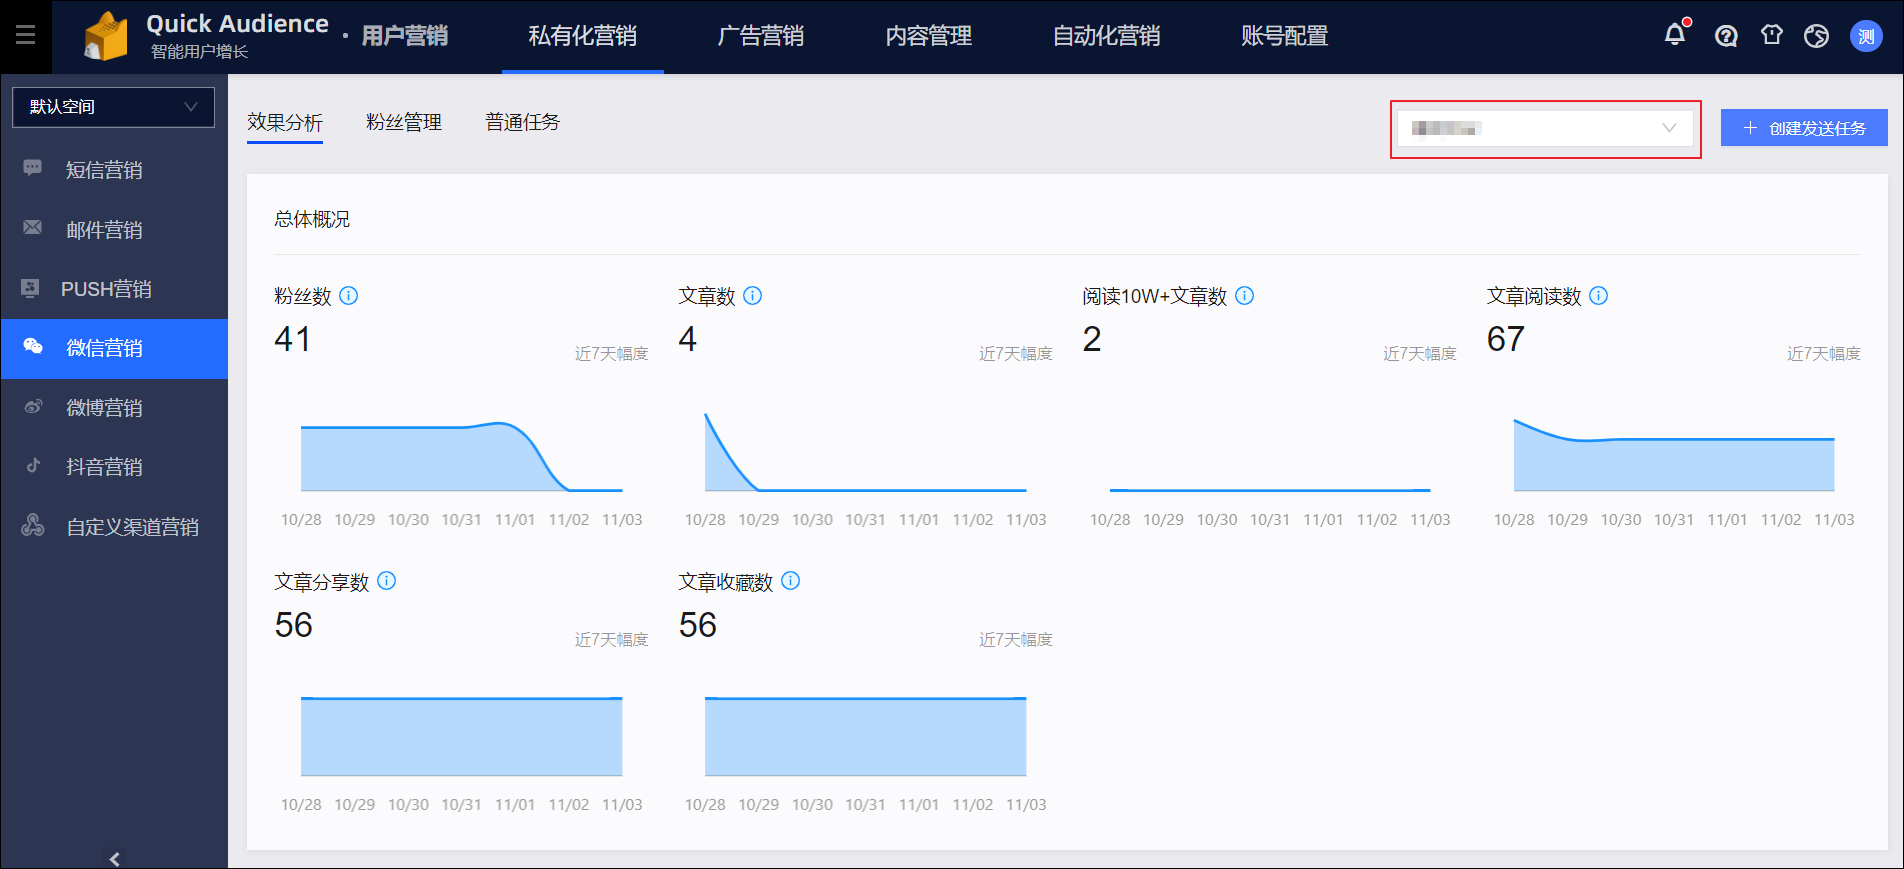 Quick Audience
智能用户增长
· 用户营销
私有化营销
广告营销
内容管理
自动化营销
账号配置
测
默认空间
短信营销
邮件营销
PUSH营销
微信营销
微博营销
抖音营销
自定义渠道营销
效果分析
粉丝管理
普通任务
创建发送任务
总体概况
粉丝数
41
近7天幅度
10/28 10/29 10/30 10/31 11/01 11/02 11/03
文章数
4
近7天幅度
10/28 10/29 10/30 10/31 11/01 11/02 11/03
阅读10W+文章数
2
近7天幅度
10/28 10/29 10/30 10/31 11/01 11/02 11/03
文章阅读数
67
近7天幅度
10/28 10/29 10/30 10/31 11/01 11/02 11/03
文章分享数
56
近7天幅度
10/28 10/29 10/30 10/31 11/01 11/02 11/03
文章收藏数
56
近7天幅度
10/28 10/29 10/30 10/31 11/01 11/02 11/03